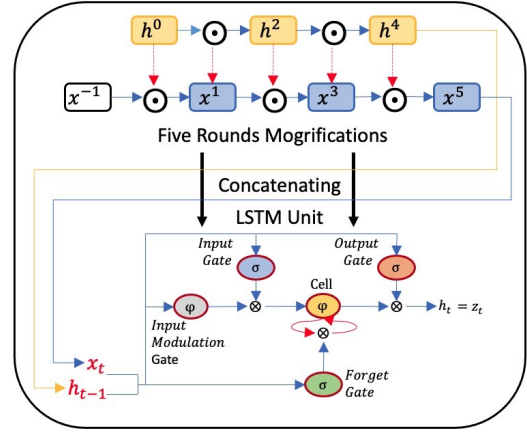 h⁰ h² h⁴
x⁻¹ x¹ x³ x⁵
Five Rounds Mogrifications
Concatenating
LSTM Unit
Input
Gate
σ
Output
Gate
σ
Cell
φ
φ
hₜ = zₜ
Input
Modulation
Gate
xₜ
hₜ₋₁
σ
Forget
Gate